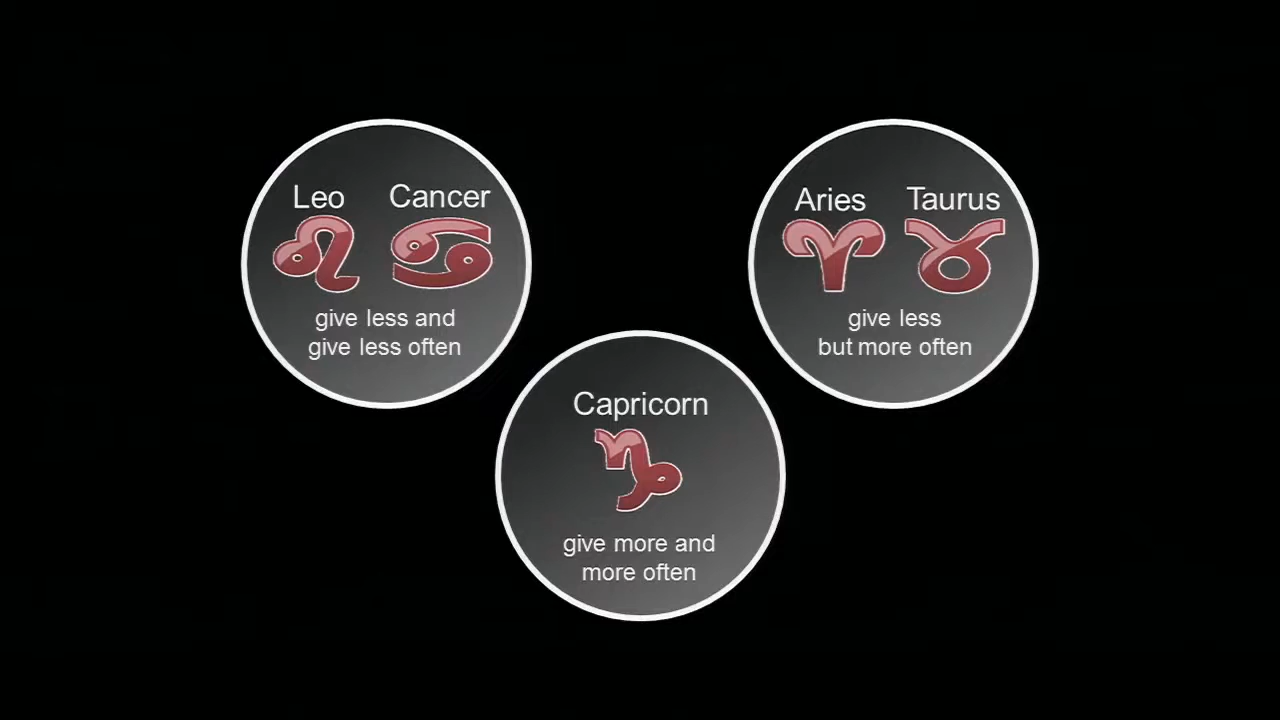 Leo Cancer
give less and
give less often
Aries Taurus
give less
but more often
Capricorn
give more and
more often